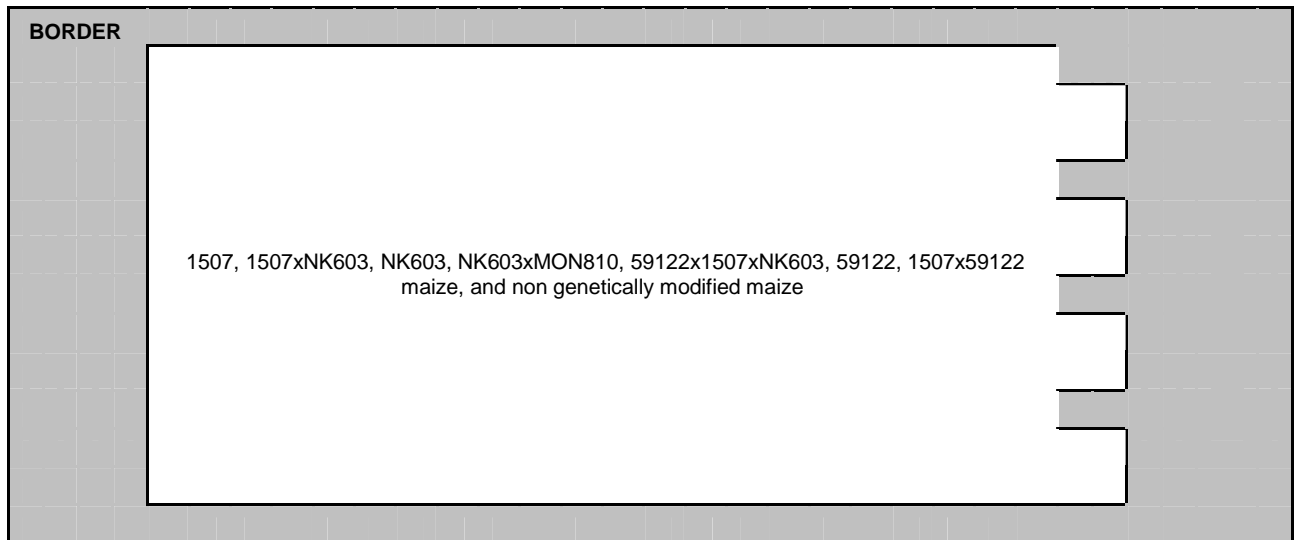 BORDER
1507, 1507xNK603, NK603, NK603xMON810, 59122x1507xNK603, 59122, 1507x59122
maize, and non genetically modified maize